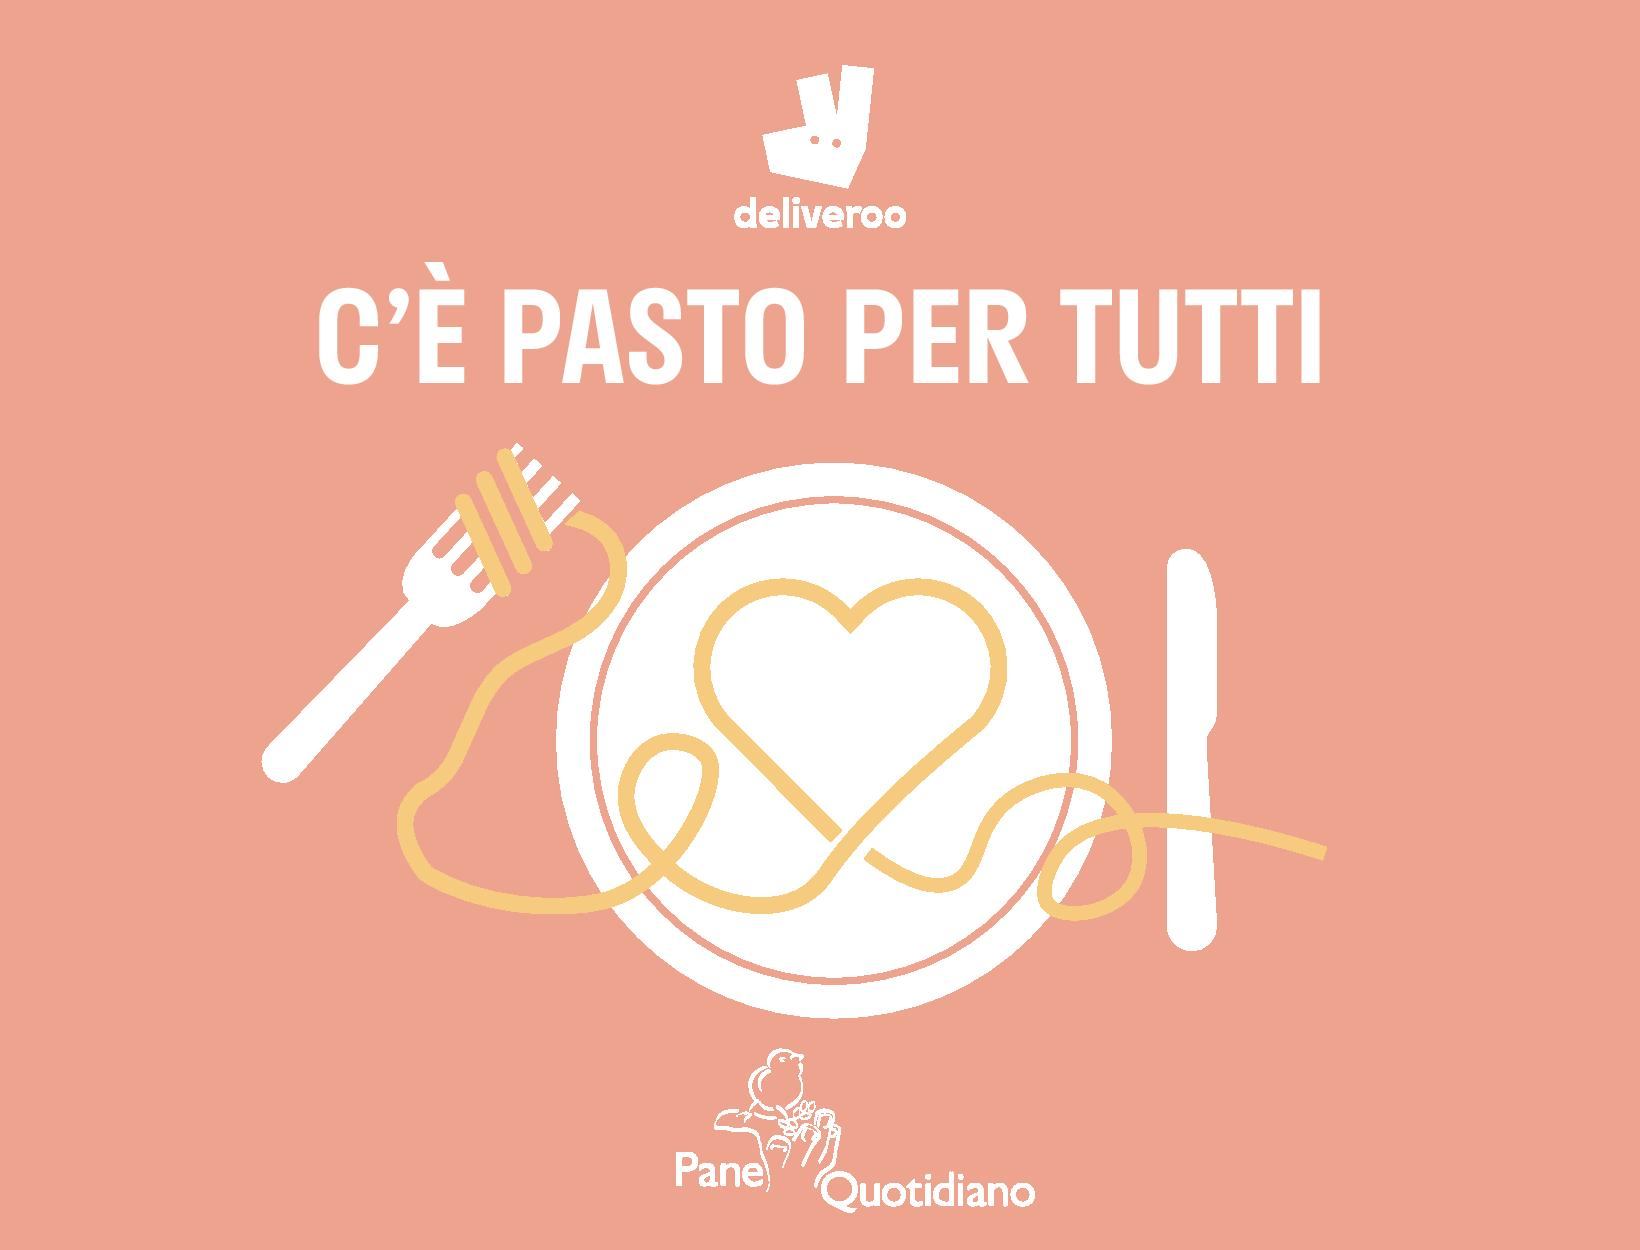 deliveroo
C'È PASTO PER TUTTI
Pane Quotidiano